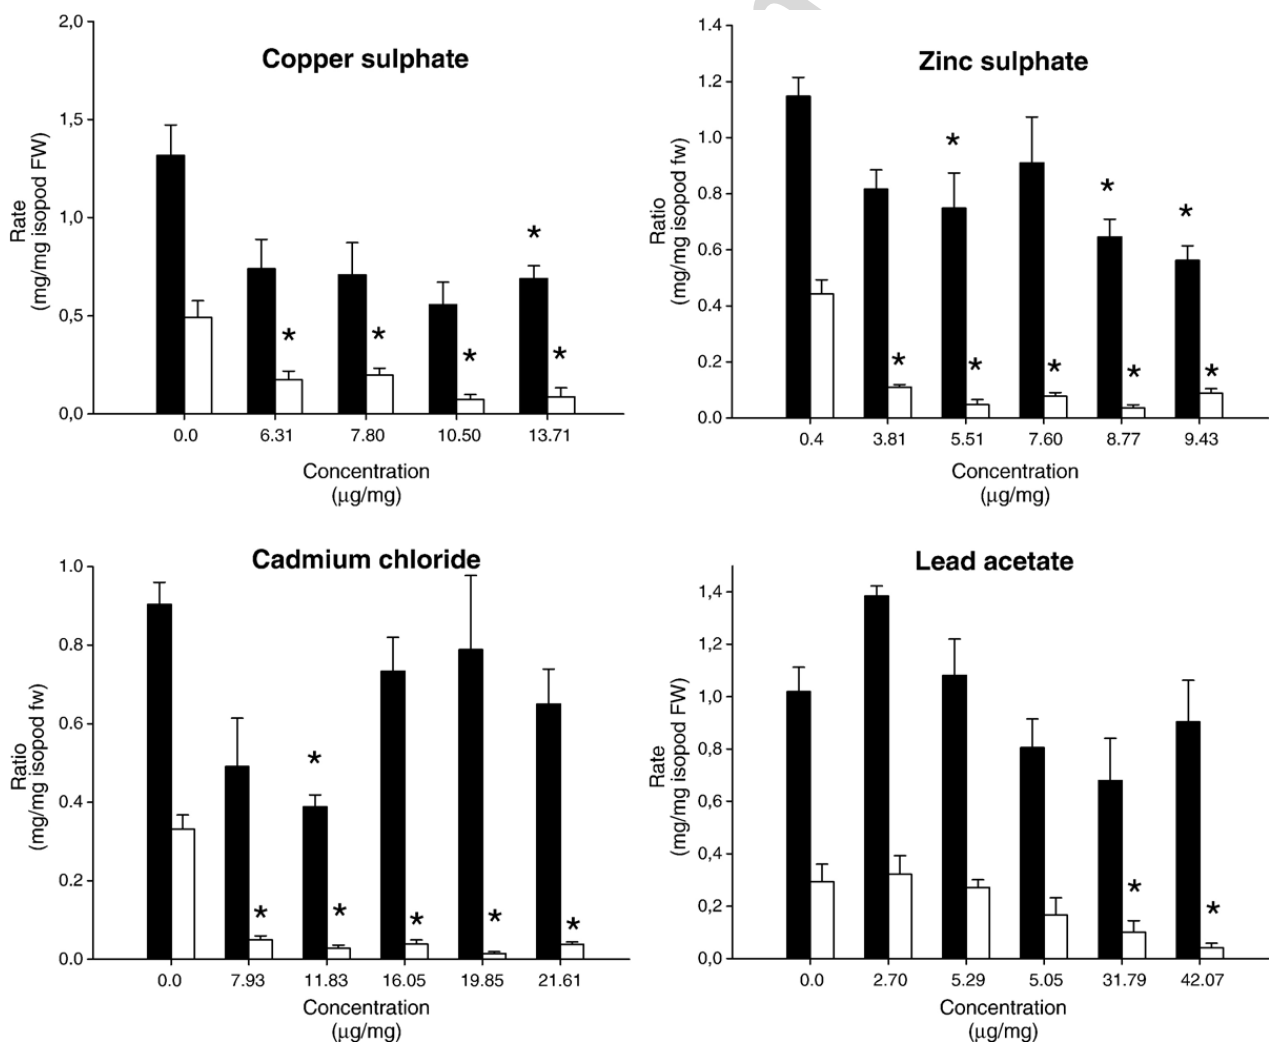 Copper sulphate
2,0
1,5
1,0
0,5
0,0
Rate
(mg/mg isopod FW)
*
*
*
*
*
0.0 6.31 7.80 10.50 13.71
Concentration
(μg/mg)
Zinc sulphate
1.4
1.2
1.0
0.8
0.6
0.4
0.2
0.0
Ratio
(mg/mg isopod fw)
*
*
*
*
*
*
*
*
0.4 3.81 5.51 7.60 8.77 9.43
Concentration
(μg/mg)
Cadmium chloride
1.0
0.8
0.6
0.4
0.2
0.0
Ratio
(mg/mg isopod fw)
*
*
*
*
*
*
0.0 7.93 11.83 16.05 19.85 21.61
Concentration
(μg/mg)
Lead acetate
1,4
1,2
1,0
0,8
0,6
0,4
0,2
0,0
Rate
(mg/mg isopod FW)
*
*
0.0 2.70 5.29 5.05 31.79 42.07
Concentration
(μg/mg)